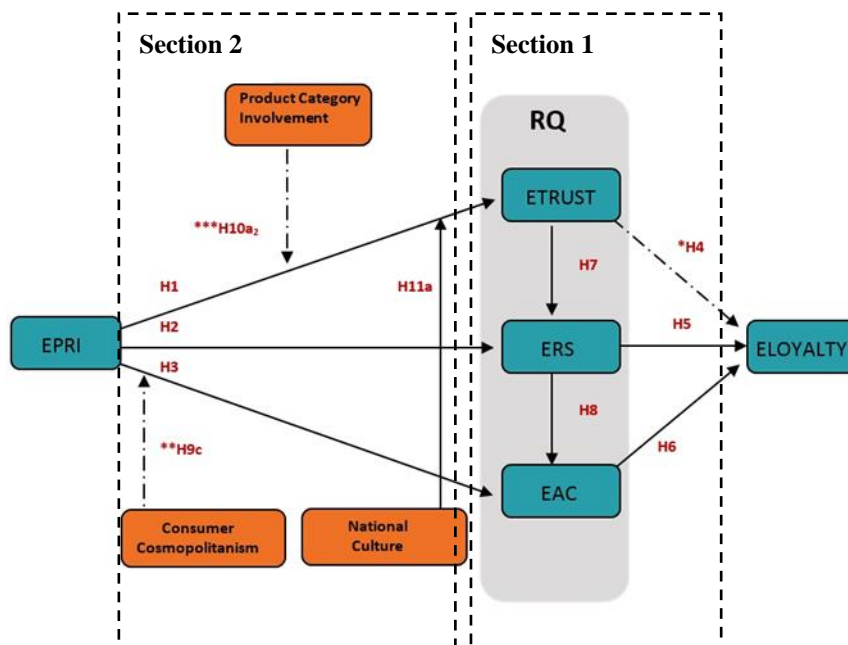 Section 2
Section 1
Product Category
Involvement
RQ
ETRUST
***H10a₂
*H4
H7
H1
H11a
H2
H5
EPRI
ERS
ELOYALTY
H3
H8
**H9c
H6
EAC
Consumer
Cosmopolitanism
National
Culture